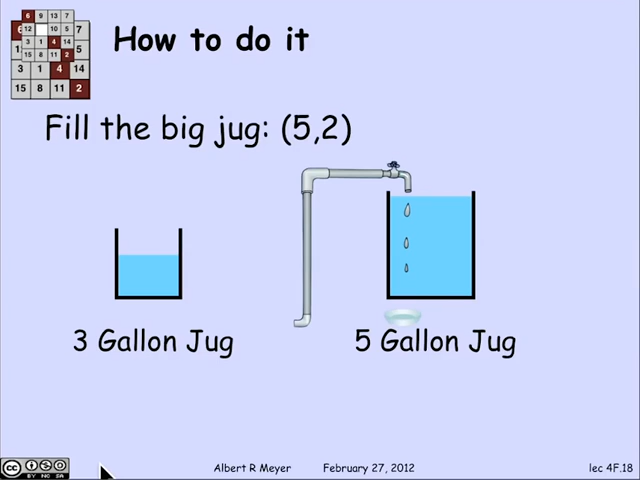 How to do it
Fill the big jug: (5,2)
3 Gallon Jug
5 Gallon Jug
Albert R Meyer
February 27, 2012
lec 4F.18